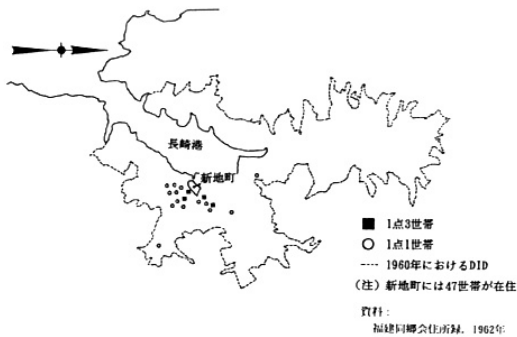 長崎港
新地町
1点3世帯
1点1世帯
1960年におけるDID
(注) 新地町には47世帯が在住
資料:
福建同郷会住所録, 1962年